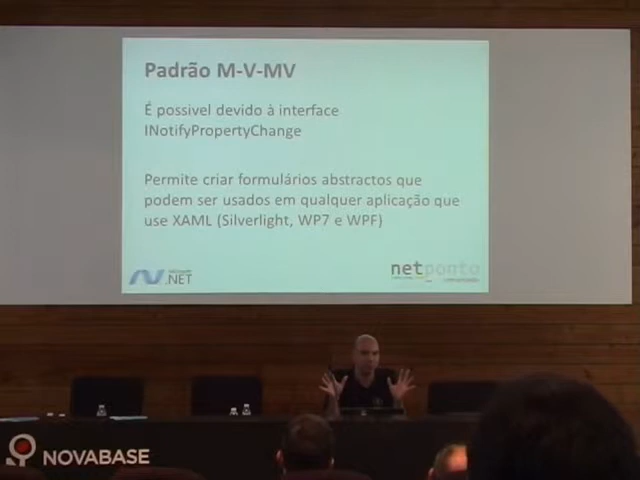 Padrão M-V-MV
É possivel devido à interface
INotifyPropertyChange
Permite criar formulários abstractos que
podem ser usados em qualquer aplicação que
use XAML (Silverlight, WP7 e WPF)
.NET
netponto
NOVABASE